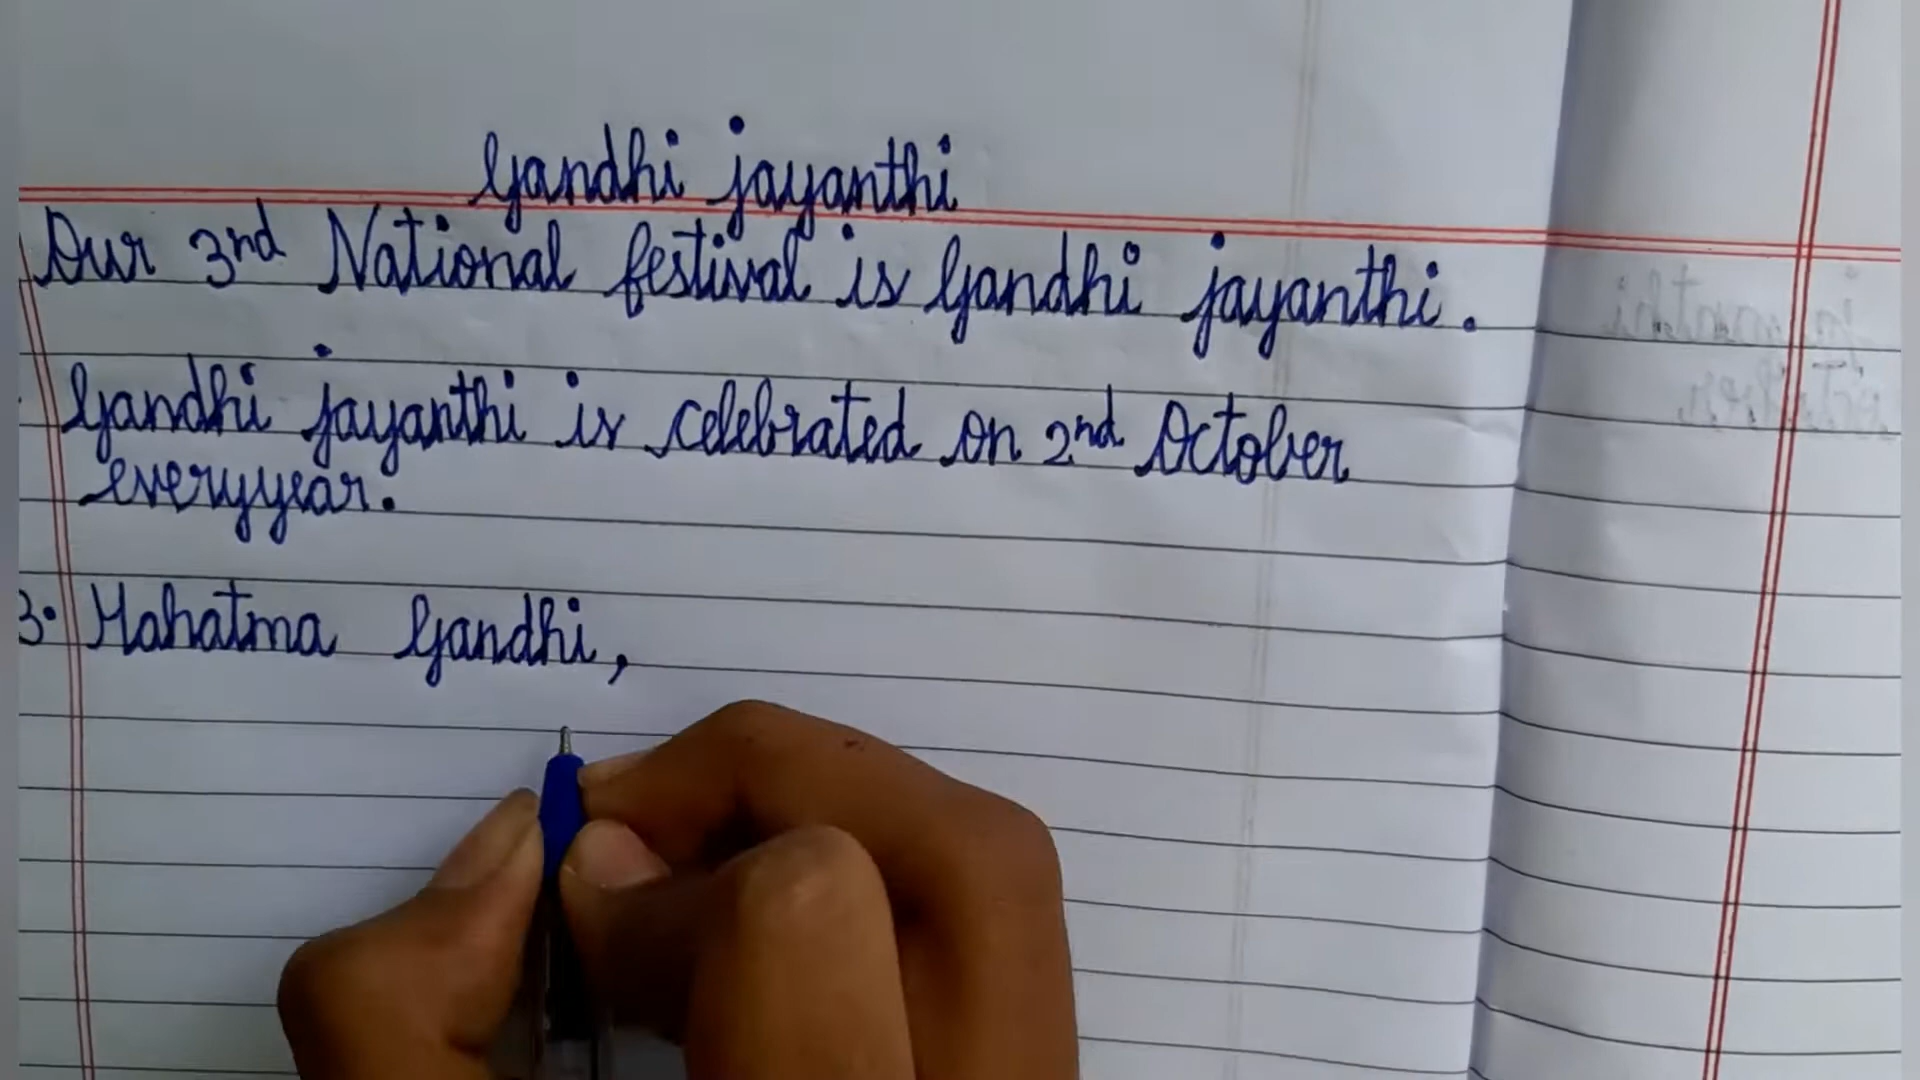 Gandhi jayanthi
Our 3rd National festival is Gandhi jayanthi.
Gandhi jayanthi is celebrated on 2nd October
everyyear.
3. Mahatma Gandhi,
jayanthi